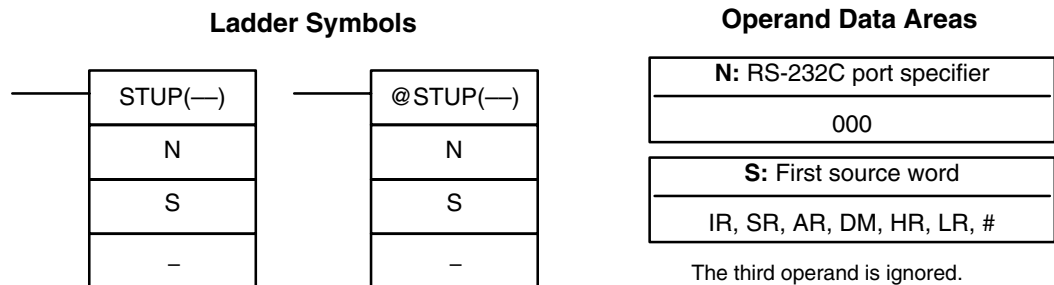 Ladder Symbols
STUP(––)
N
S
–
@STUP(––)
N
S
–
Operand Data Areas
N: RS-232C port specifier
000
S: First source word
IR, SR, AR, DM, HR, LR, #
The third operand is ignored.